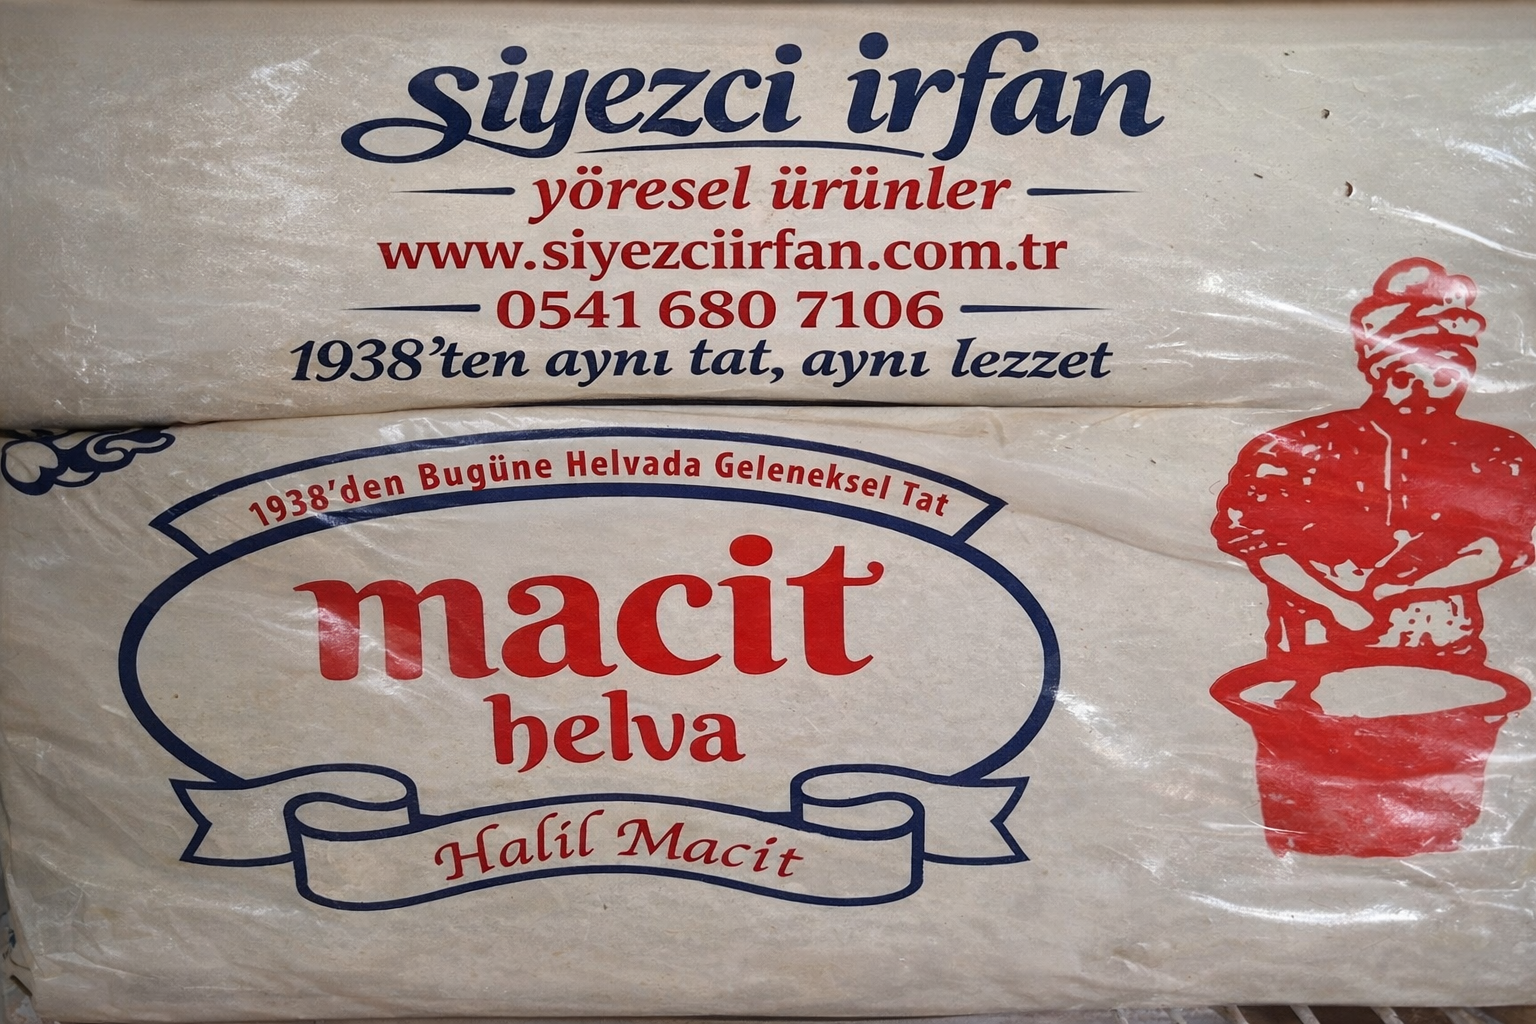 siyezci irfan
yöresel ürünler
www.siyezciirfan.com.tr
0541 680 7106
1938'ten aynı tat, aynı lezzet
1938'den Bugüne Helvada Geleneksel Tat
macit
helva
Halil Macit